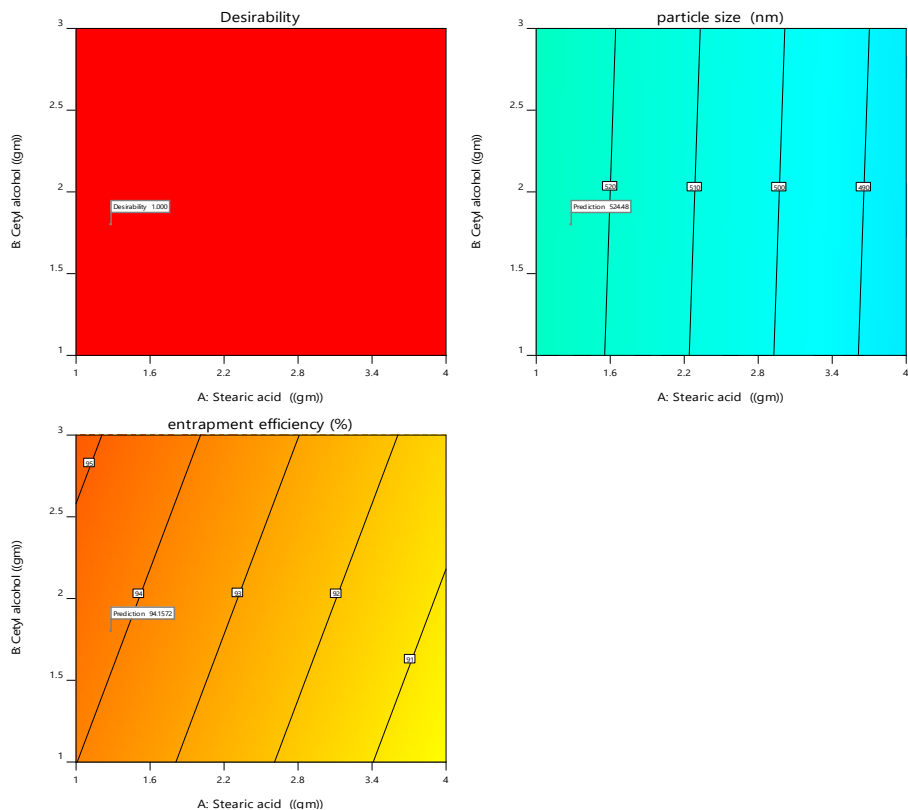 Desirability
3
2.5
2
1.5
1
B: Cetyl alcohol ((gm))
Desirability 1.000
1 1.6 2.2 2.8 3.4 4
A: Stearic acid ((gm))
particle size (nm)
3
2.5
2
1.5
1
B: Cetyl alcohol ((gm))
520 510 500 490
Prediction 524.48
1 1.6 2.2 2.8 3.4 4
A: Stearic acid ((gm))
entrapment efficiency (%)
3
2.5
2
1.5
1
B: Cetyl alcohol ((gm))
95
94 93 92
Prediction 94.1572
91
1 1.6 2.2 2.8 3.4 4
A: Stearic acid ((gm))